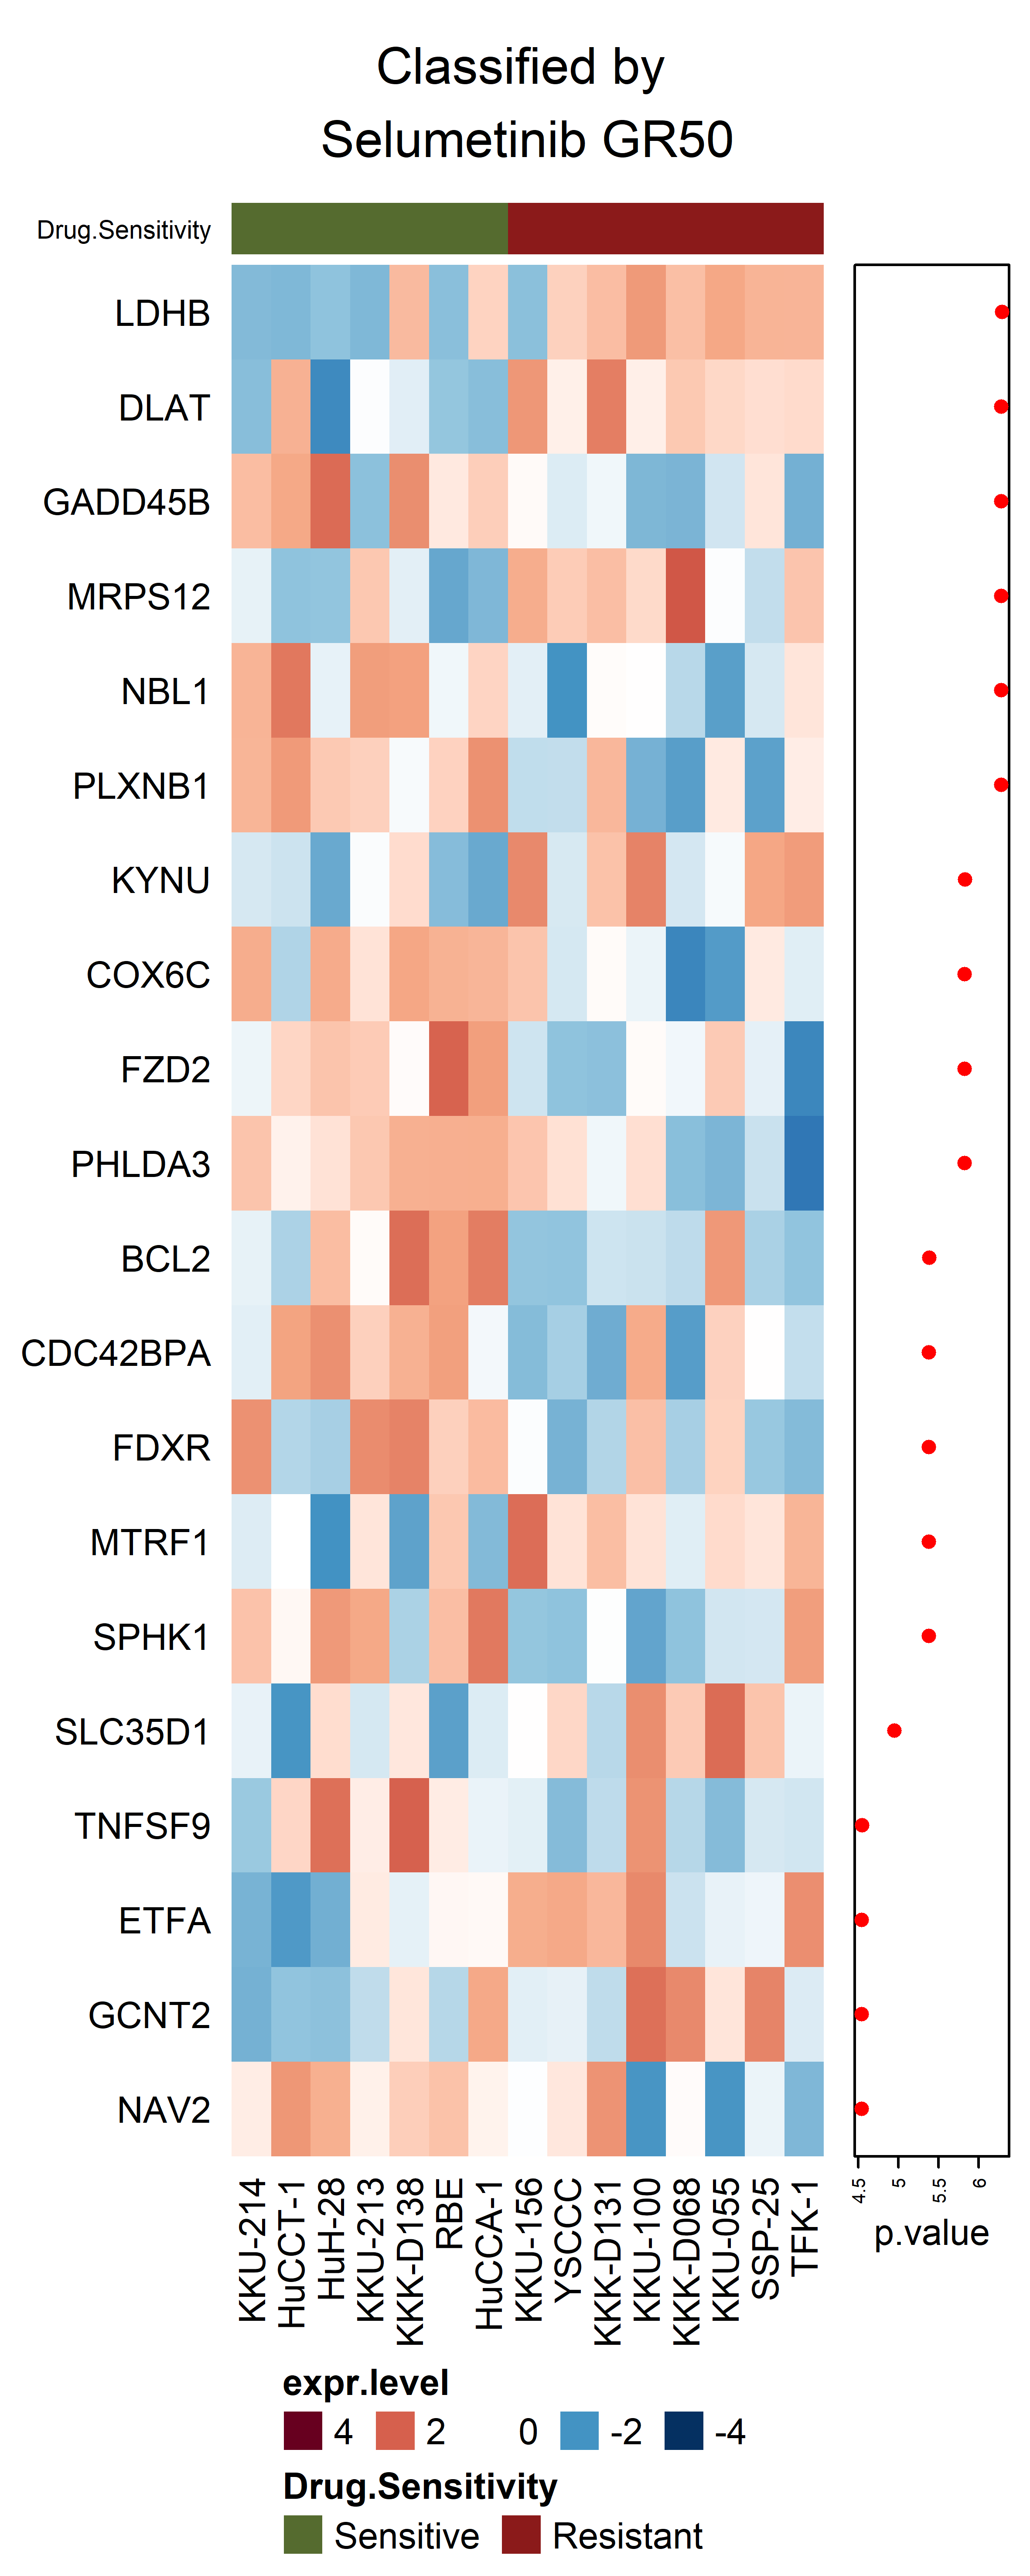 Classified by
Selumetinib GR50
Drug.Sensitivity
LDHB
DLAT
GADD45B
MRPS12
NBL1
PLXNB1
KYNU
COX6C
FZD2
PHLDA3
BCL2
CDC42BPA
FDXR
MTRF1
SPHK1
SLC35D1
TNFSF9
ETFA
GCNT2
NAV2
KKU-214
HuCCT-1
HuH-28
KKU-213
KKK-D138
RBE
HuCCA-1
KKU-156
YSCCC
KKK-D131
KKU-100
KKK-D068
KKU-055
SSP-25
TFK-1
4.5 5 5.5 6
p.value
expr.level
4 2 0 -2 -4
Drug.Sensitivity
Sensitive Resistant